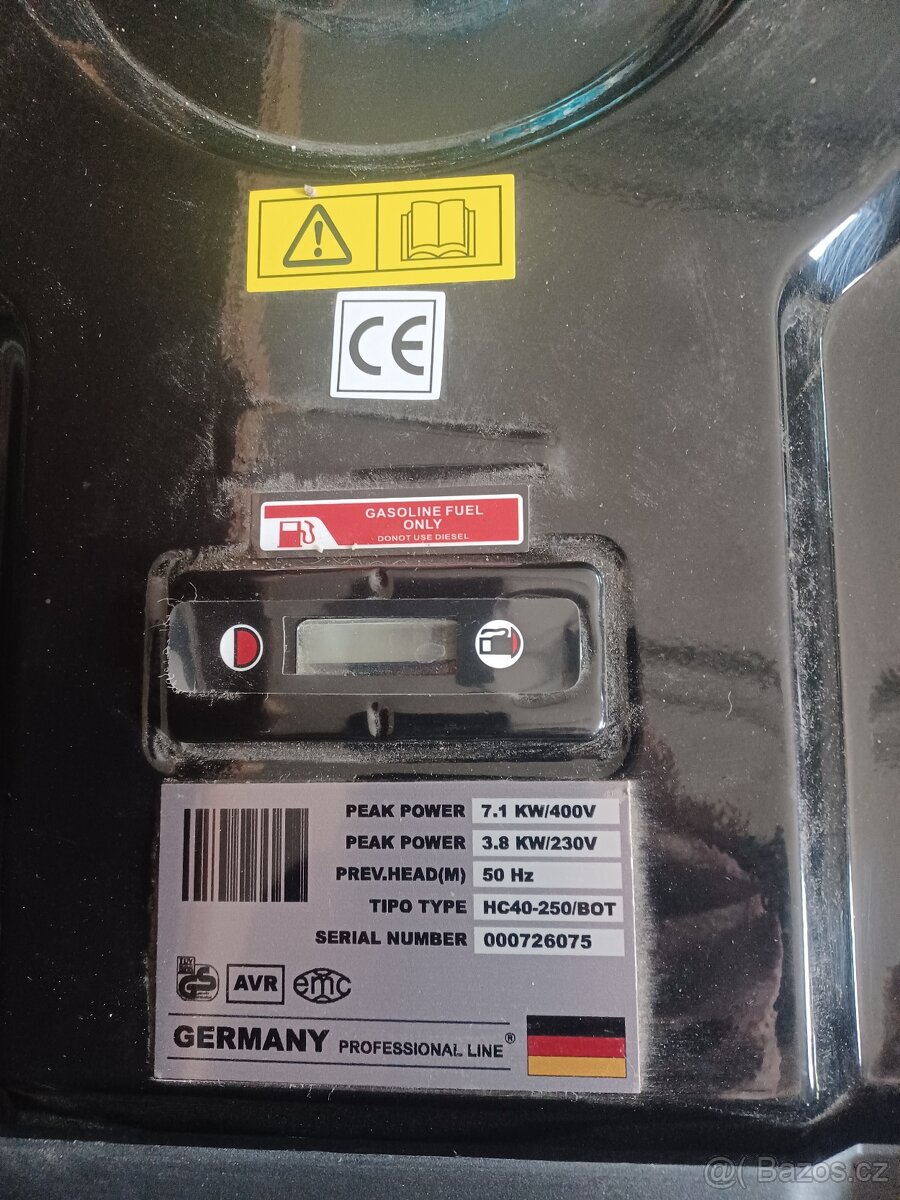 CE
GASOLINE FUEL
ONLY
DONOT USE DIESEL
PEAK POWER 7.1 KW/400V
PEAK POWER 3.8 KW/230V
PREV.HEAD(M) 50 Hz
TIPO TYPE HC40-250/BOT
SERIAL NUMBER 000726075
GS AVR emc
GERMANY PROFESSIONAL LINE®
@( Bazos.cz